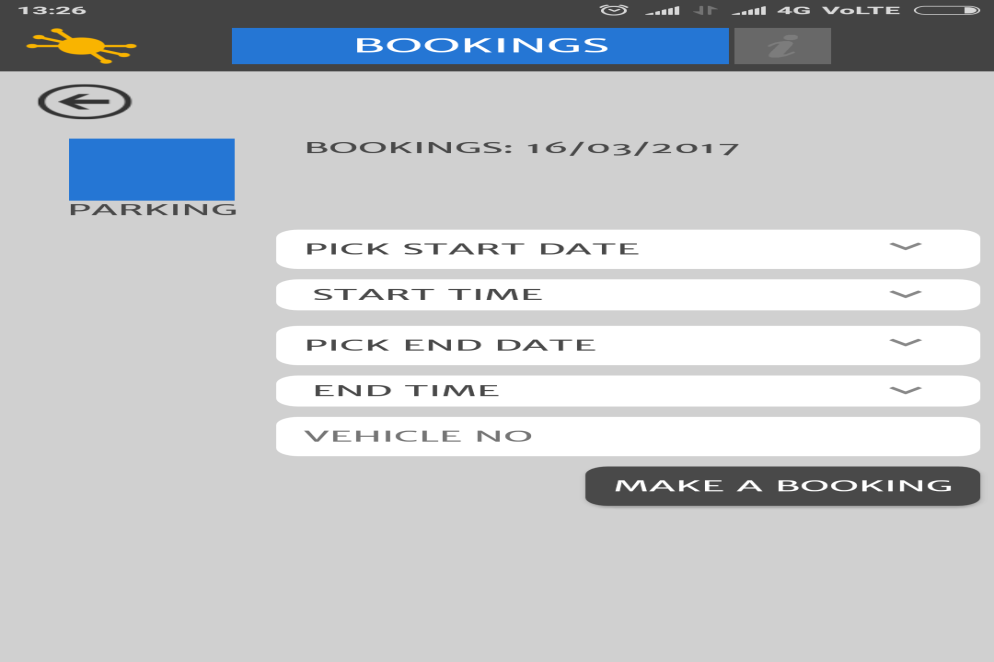 13:26 4G VoLTE
BOOKINGS i
BOOKINGS: 16/03/2017
PARKING
PICK START DATE
START TIME
PICK END DATE
END TIME
VEHICLE NO
MAKE A BOOKING